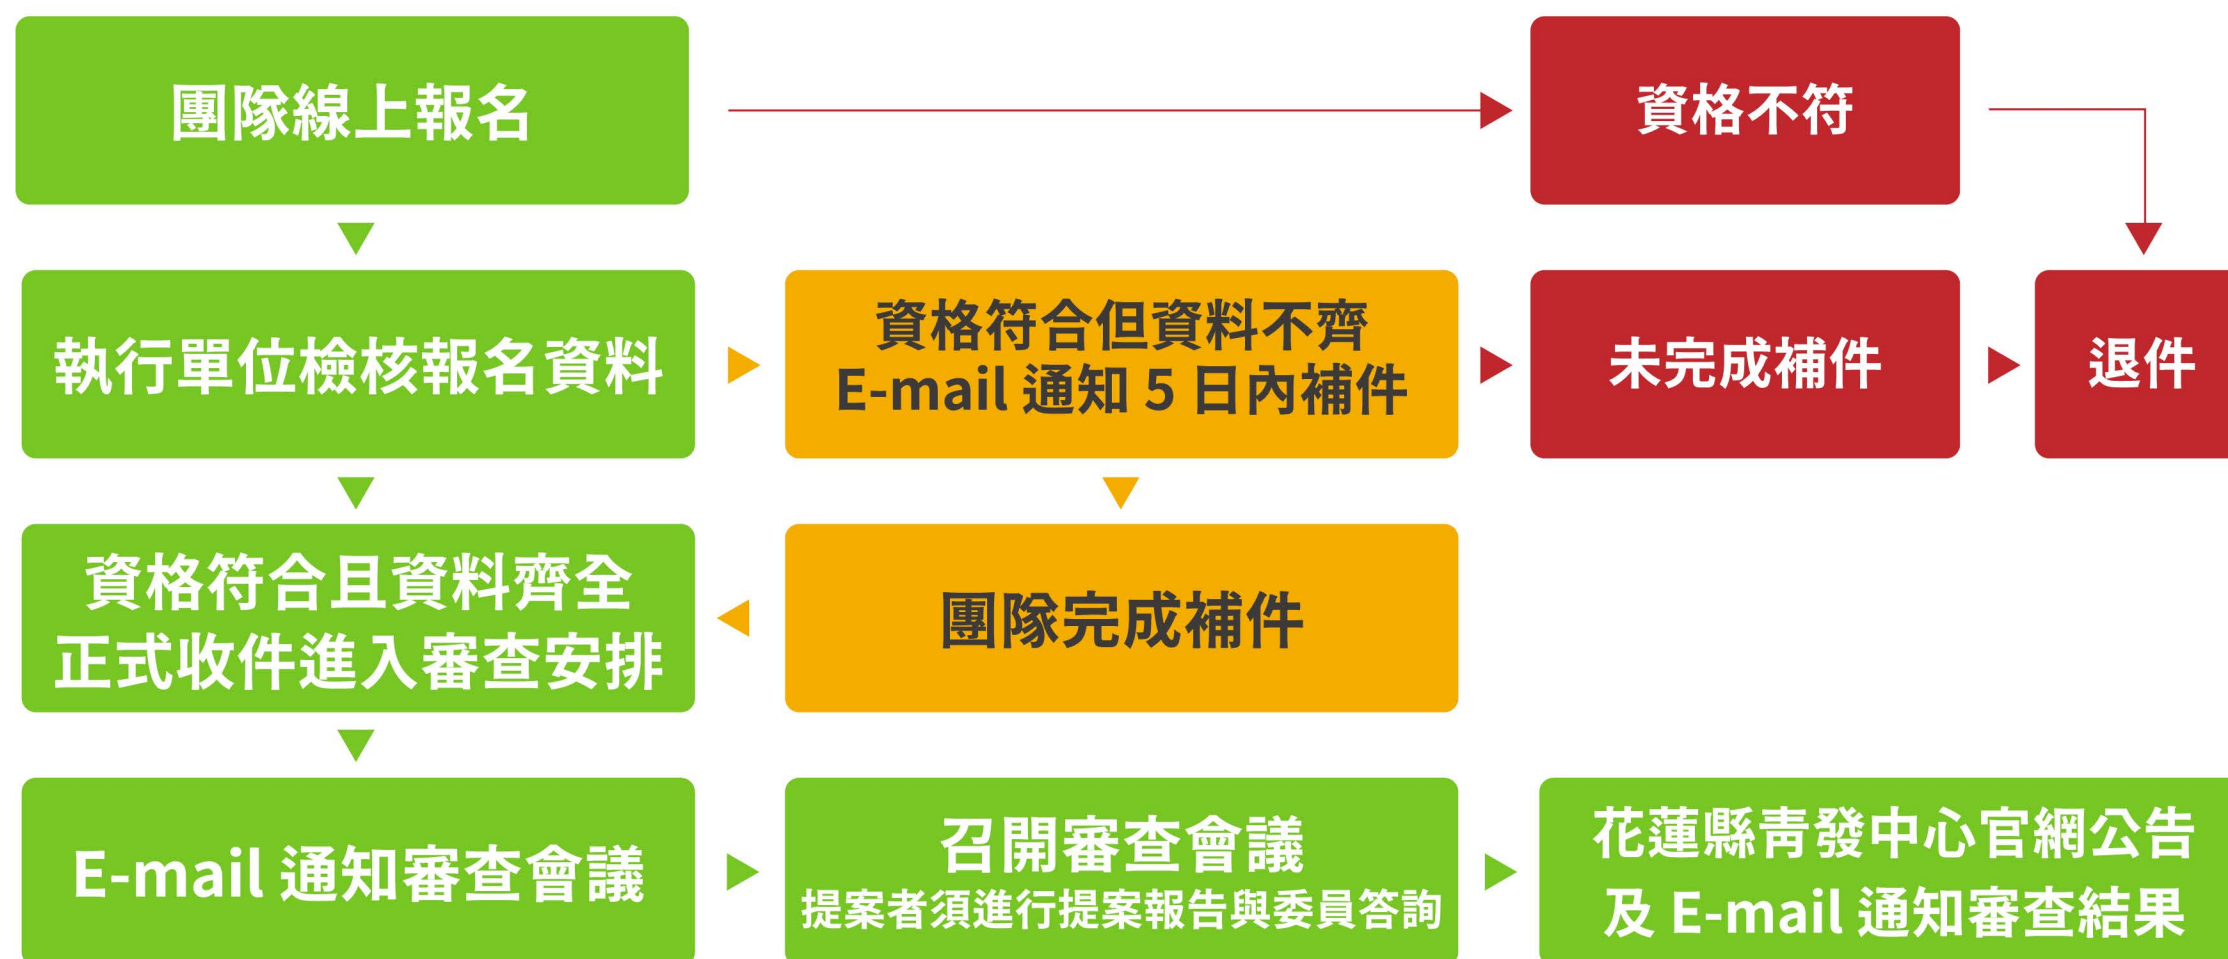 團隊線上報名
資格不符
執行單位檢核報名資料
資格符合但資料不齊
E-mail 通知 5 日內補件
未完成補件
退件
資格符合且資料齊全
正式收件進入審查安排
團隊完成補件
E-mail 通知審查會議
召開審查會議
提案者須進行提案報告與委員答詢
花蓮縣青發中心官網公告
及 E-mail 通知審查結果